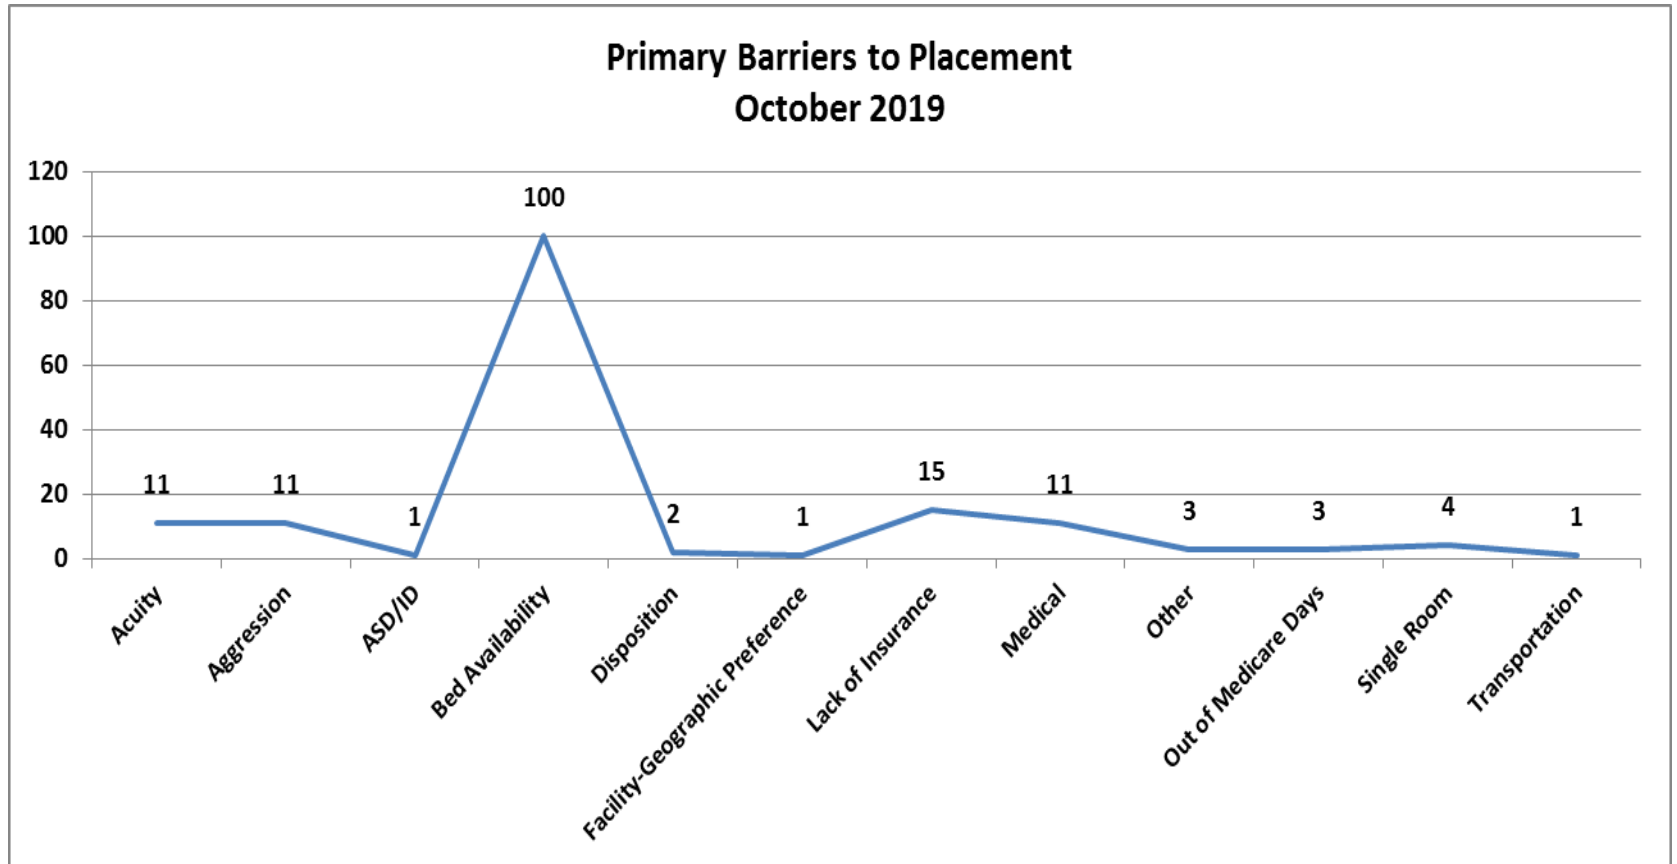 Primary Barriers to Placement
October 2019
120
100
80
60
40
20
0
11
11
1
100
2
1
15
11
3
3
4
1
Acuity
Aggression
ASD/ID
Bed Availability
Disposition
Facility-Geographic Preference
Lack of Insurance
Medical
Other
Out of Medicare Days
Single Room
Transportation